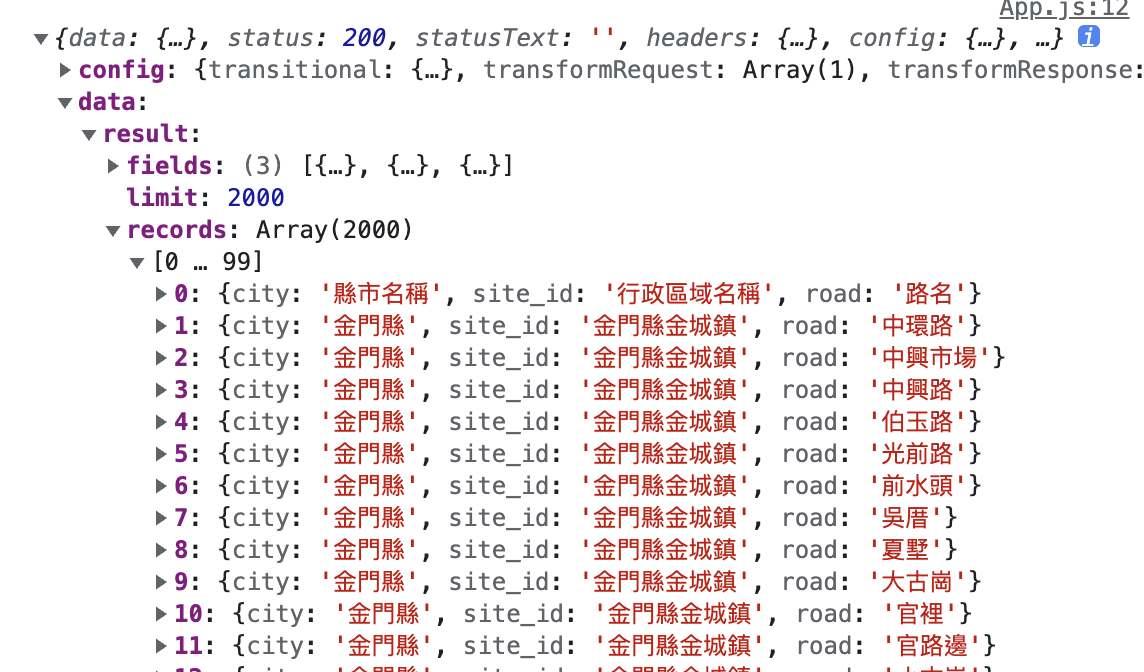 App.js:12
▼{data: {…}, status: 200, statusText: '', headers: {…}, config: {…}, …} i
▶config: {transitional: {…}, transformRequest: Array(1), transformResponse:
▼data:
▼result:
▶fields: (3) [{…}, {…}, {…}]
limit: 2000
▼records: Array(2000)
▼[0 … 99]
▶0: {city: '縣市名稱', site_id: '行政區域名稱', road: '路名'}
▶1: {city: '金門縣', site_id: '金門縣金城鎮', road: '中環路'}
▶2: {city: '金門縣', site_id: '金門縣金城鎮', road: '中興市場'}
▶3: {city: '金門縣', site_id: '金門縣金城鎮', road: '中興路'}
▶4: {city: '金門縣', site_id: '金門縣金城鎮', road: '伯玉路'}
▶5: {city: '金門縣', site_id: '金門縣金城鎮', road: '光前路'}
▶6: {city: '金門縣', site_id: '金門縣金城鎮', road: '前水頭'}
▶7: {city: '金門縣', site_id: '金門縣金城鎮', road: '吳厝'}
▶8: {city: '金門縣', site_id: '金門縣金城鎮', road: '夏墅'}
▶9: {city: '金門縣', site_id: '金門縣金城鎮', road: '大古崗'}
▶10: {city: '金門縣', site_id: '金門縣金城鎮', road: '官裡'}
▶11: {city: '金門縣', site_id: '金門縣金城鎮', road: '官路邊'}